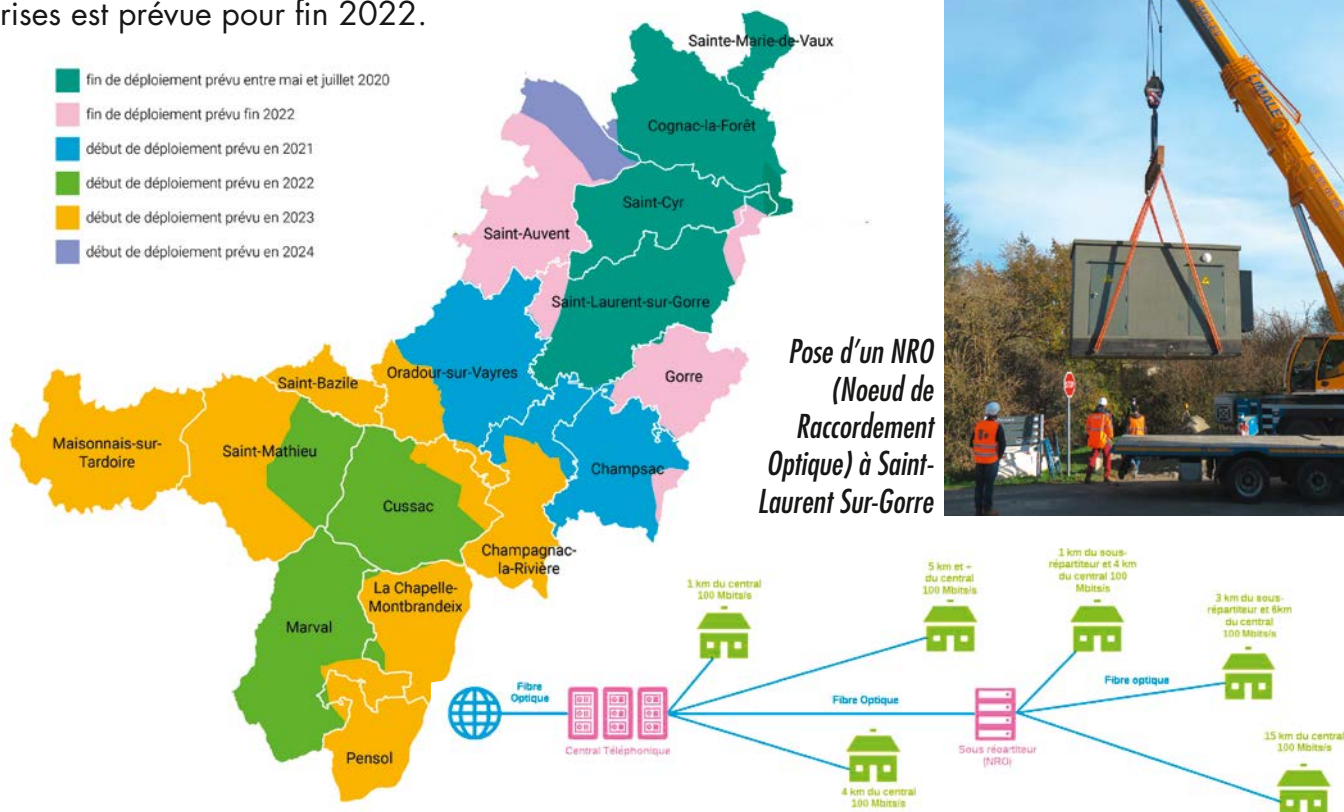 rises est prévue pour fin 2022.
fin de déploiement prévu entre mai et juillet 2020
fin de déploiement prévu fin 2022
début de déploiement prévu en 2021
début de déploiement prévu en 2022
début de déploiement prévu en 2023
début de déploiement prévu en 2024
Sainte-Marie-de-Vaux
Cognac-la-Forêt
Saint-Cyr
Saint-Auvent
Saint-Laurent-sur-Gorre
Gorre
Oradour-sur-Vayres
Saint-Bazile
Maisonnais-sur-
Tardoire
Saint-Mathieu
Champsac
Cussac
Champagnac-
la-Rivière
La Chapelle-
Montbrandeix
Marval
Pensol
LIMALE
STOP
Pose d'un NRO
(Noeud de
Raccordement
Optique) à Saint-
Laurent Sur-Gorre
1 km du central
100 Mbits/s
5 km et +
du central
100 Mbits/s
1 km du sous-
répartiteur et 4 km
du central 100
Mbits/s
3 km du sous-
répartiteur et 6km
du central
100 Mbits/s
Fibre
Optique
Fibre Optique
Fibre optique
Central Téléphonique
Sous répartiteur
(NRO)
15 km du central
100 Mbits/s
4 km du central
100 Mbits/s